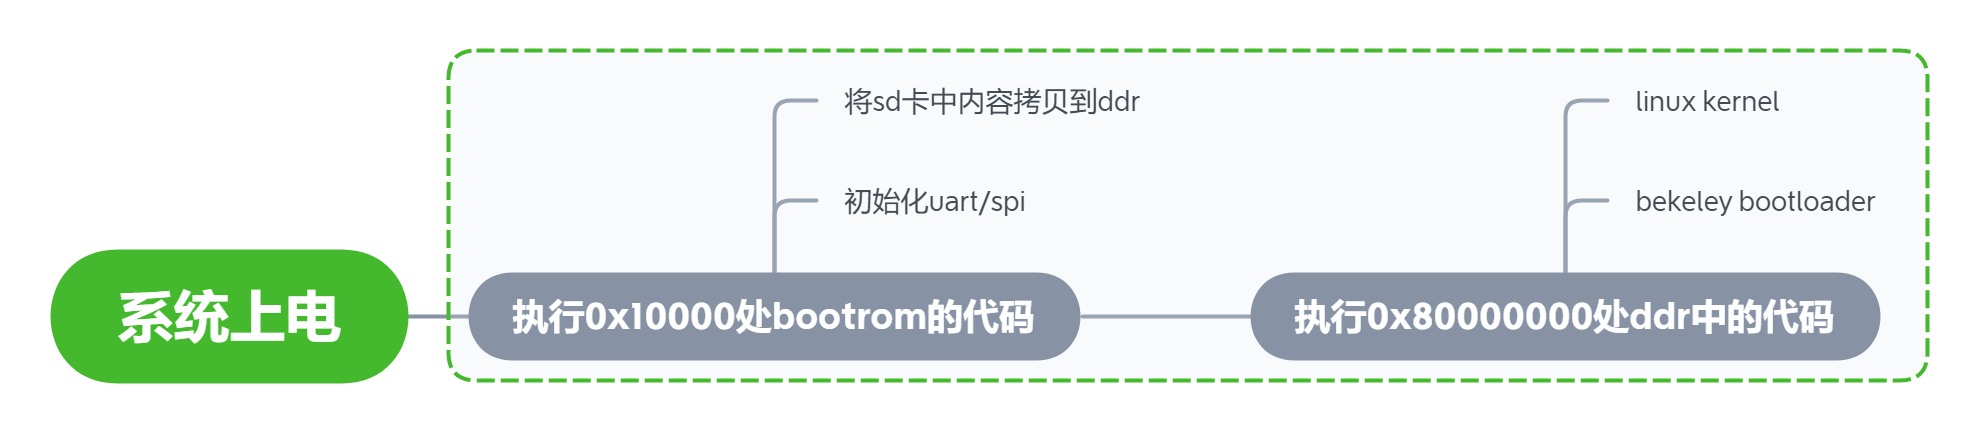 将sd卡中内容拷贝到ddr
linux kernel
初始化uart/spi
bekeley bootloader
系统上电
执行0x10000处bootrom的代码
执行0x80000000处ddr中的代码